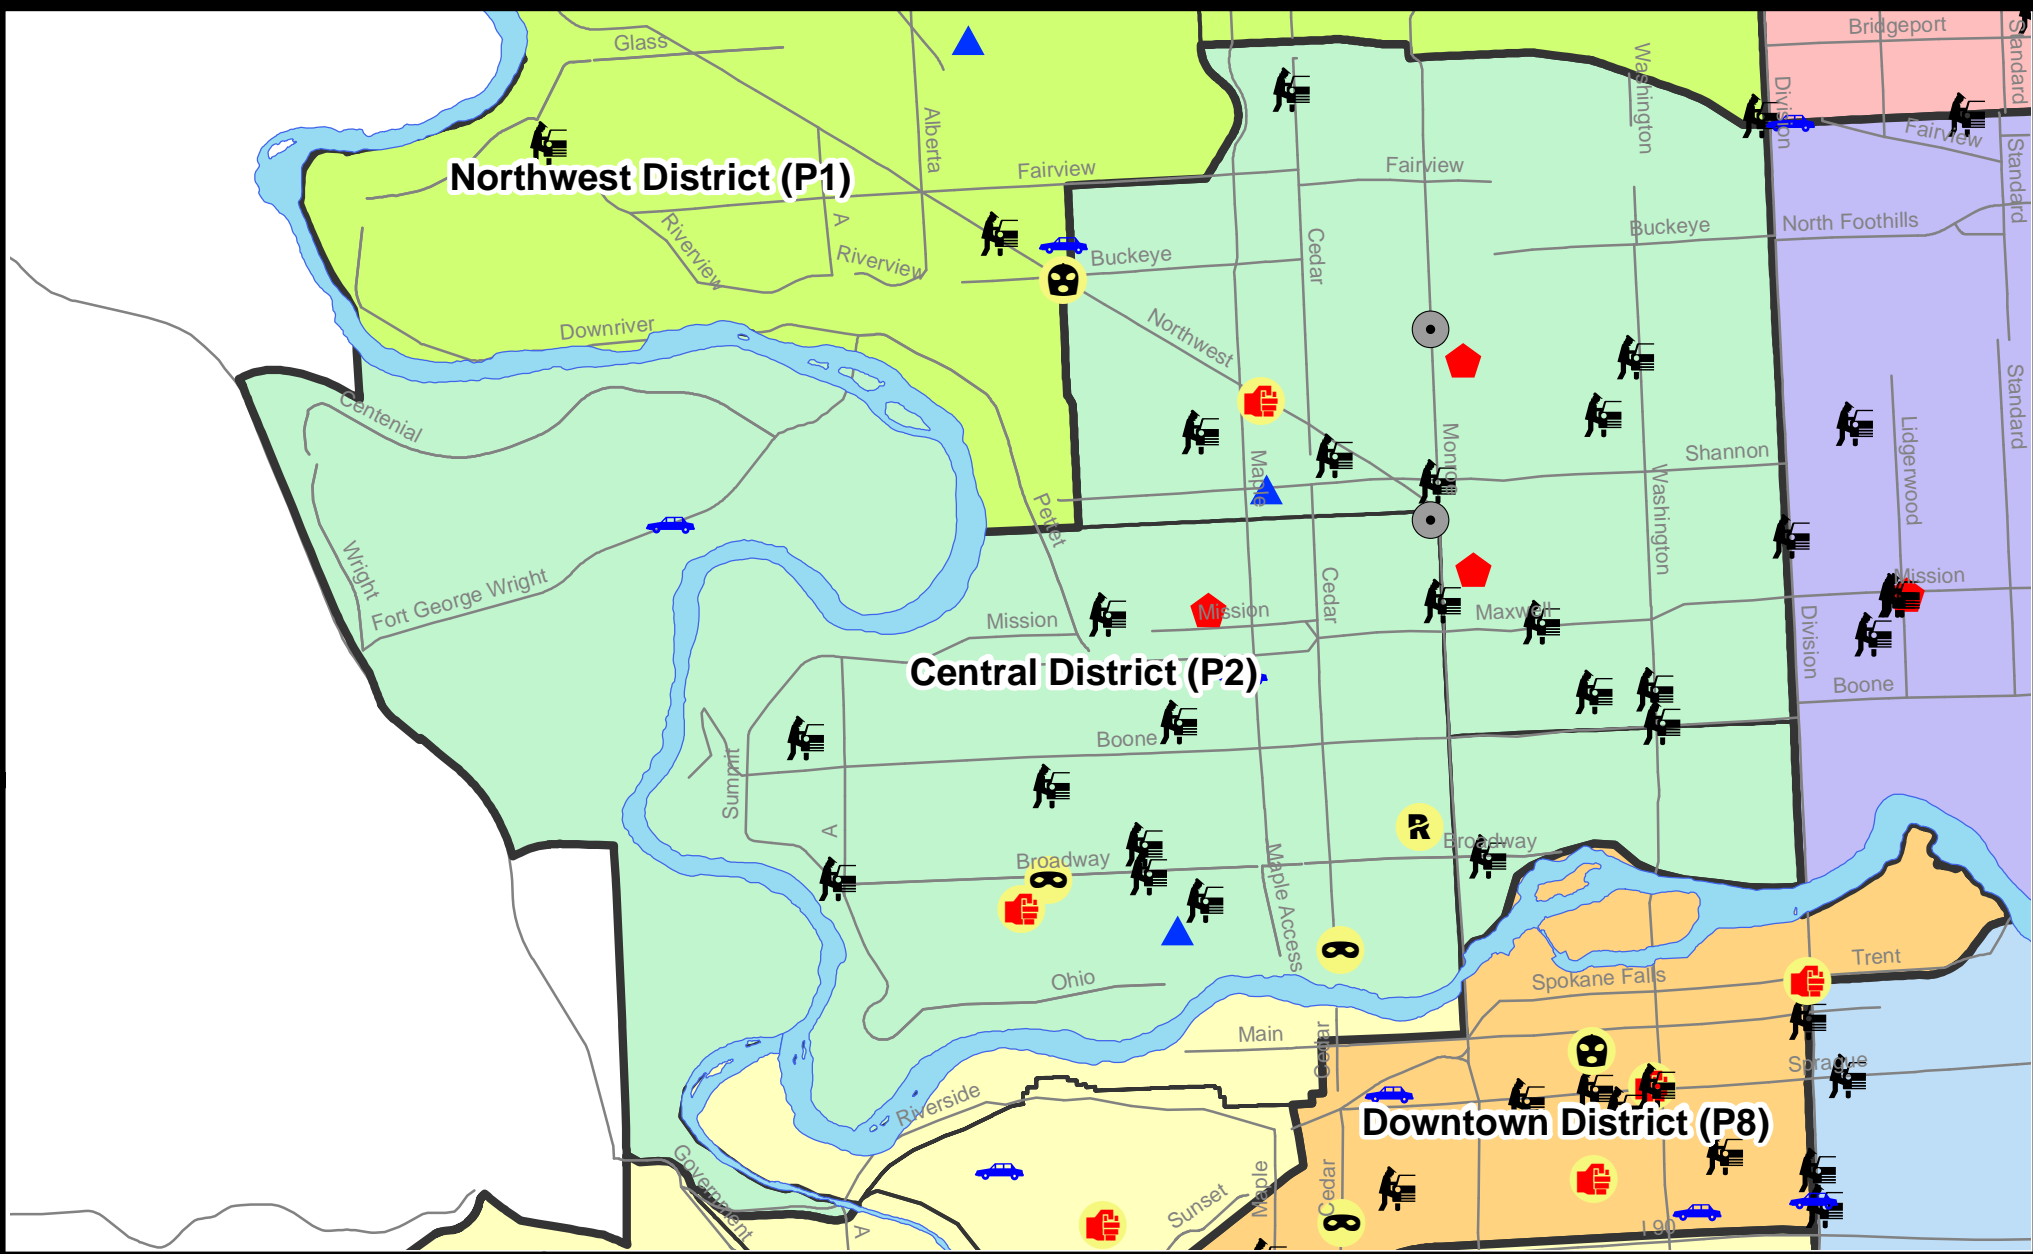 Glass
Bridgeport
Standard
Washington
Division
Alberta
Fairview
Standard
Northwest District (P1)
Fairview
Fairview
A
Riverview
Riverview
Buckeye
Cedar
Buckeye
North Foothills
Northwest
Downriver
Centenial
Standard
Monroe
Lidgerwood
Maple
Shannon
Washington
Pettet
Wright
Fort George Wright
Mission
Mission
Cedar
Maxwell
Mission
Division
Central District (P2)
Boone
Boone
Summit
A
Broadway
Broadway
Maple Access
Ohio
Spokane Falls
Trent
Main
Cedar
Sprague
Riverside
Downtown District (P8)
Government
A
Sunset
Maple
Cedar
I 90